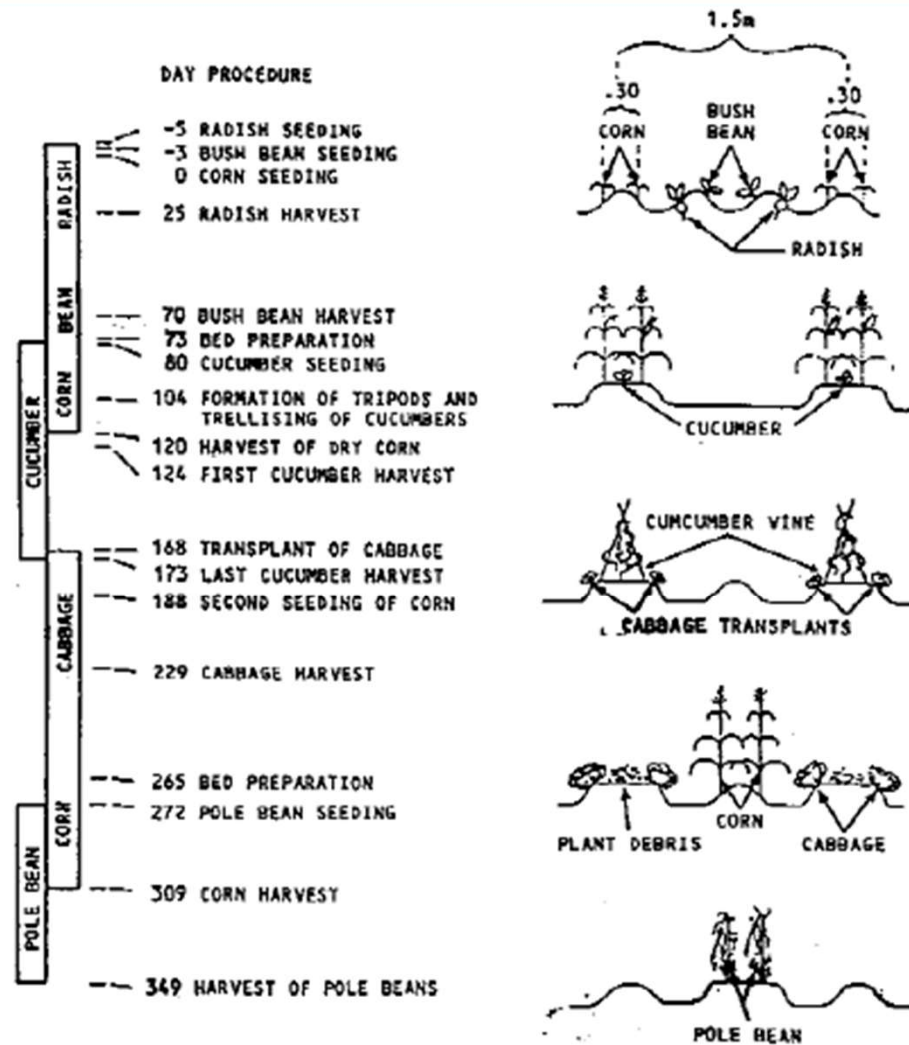 DAY PROCEDURE
-5 RADISH SEEDING
-3 BUSH BEAN SEEDING
0 CORN SEEDING
25 RADISH HARVEST
70 BUSH BEAN HARVEST
73 BED PREPARATION
80 CUCUMBER SEEDING
104 FORMATION OF TRIPODS AND
TRELLISING OF CUCUMBERS
120 HARVEST OF DRY CORN
124 FIRST CUCUMBER HARVEST
168 TRANSPLANT OF CABBAGE
173 LAST CUCUMBER HARVEST
188 SECOND SEEDING OF CORN
229 CABBAGE HARVEST
265 BED PREPARATION
272 POLE BEAN SEEDING
309 CORN HARVEST
349 HARVEST OF POLE BEANS
RADISH
BEAN
CORN
CUCUMBER
CABBAGE
CORN
POLE BEAN
1.5m
.30
.30
CORN
BUSH
BEAN
CORN
RADISH
CUCUMBER
CUMCUMBER VINE
CABBAGE TRANSPLANTS
CORN
PLANT DEBRIS
CABBAGE
POLE BEAN